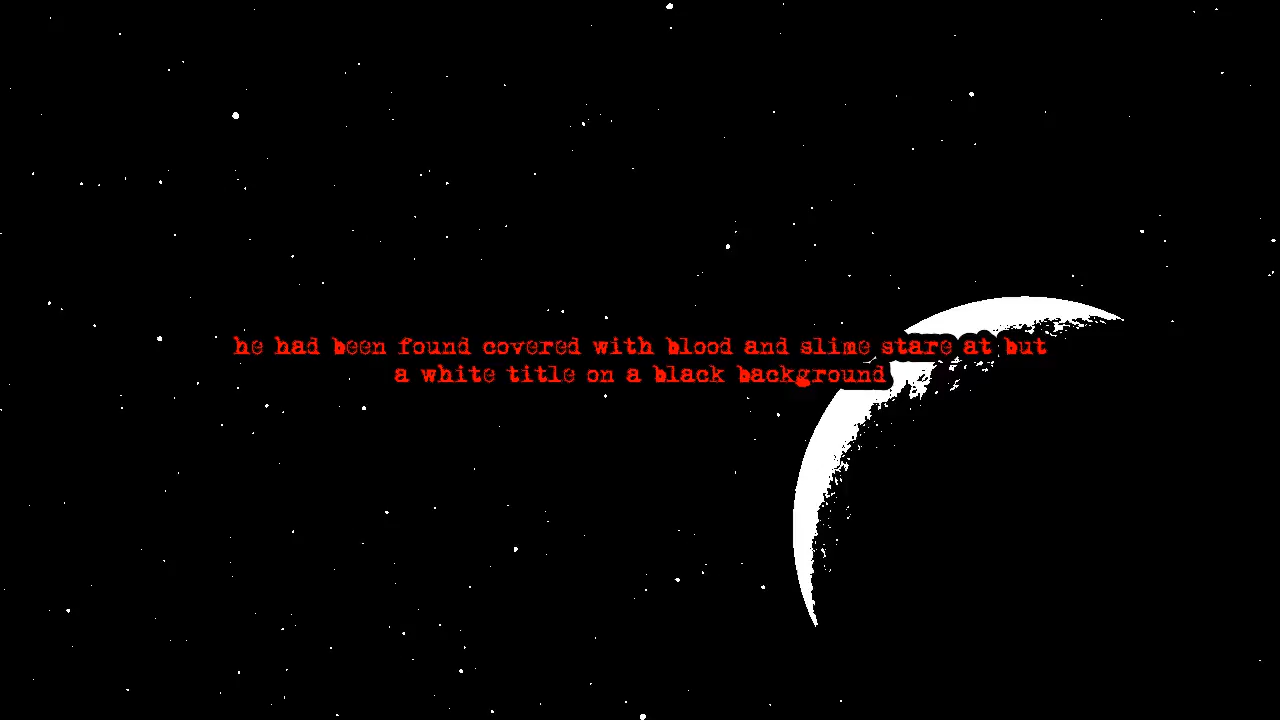 he had been found covered with blood and slime stare at but
a white title on a black background